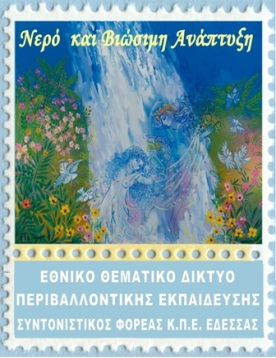 Νερό και Βιώσιμη Ανάπτυξη
ΕΘΝΙΚΟ ΘΕΜΑΤΙΚΟ ΔΙΚΤΥΟ
ΠΕΡΙΒΑΛΛΟΝΤΙΚΗΣ ΕΚΠΑΙΔΕΥΣΗΣ
ΣΥΝΤΟΝΙΣΤΙΚΟΣ ΦΟΡΕΑΣ Κ.Π.Ε. ΕΔΕΣΣΑΣ